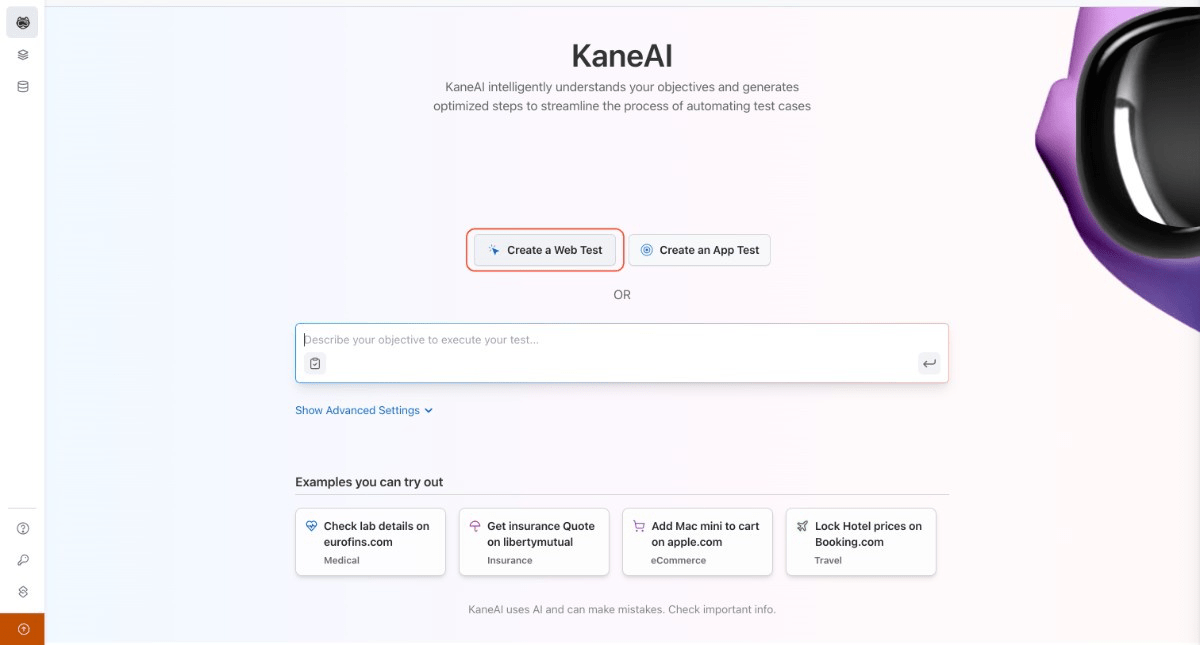 KaneAI
KaneAI intelligently understands your objectives and generates
optimized steps to streamline the process of automating test cases
Create a Web Test
Create an App Test
OR
Describe your objective to execute your test...
Show Advanced Settings
Examples you can try out
Check lab details on
eurofins.com
Medical
Get insurance Quote
on libertymutual
Insurance
Add Mac mini to cart
on apple.com
eCommerce
Lock Hotel prices on
Booking.com
Travel
KaneAI uses AI and can make mistakes. Check important info.